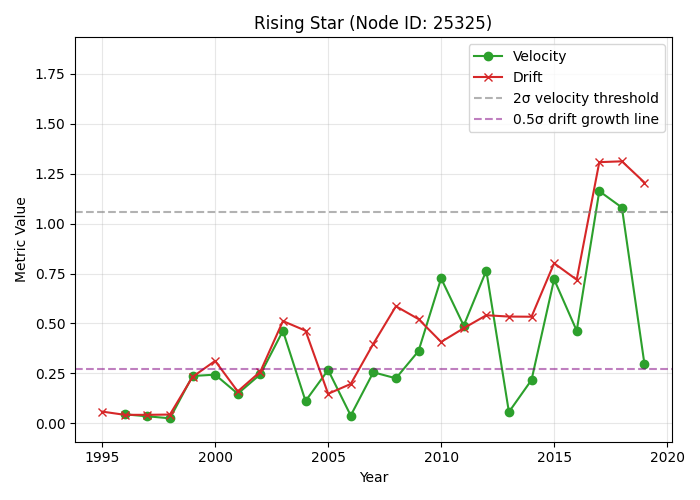 Rising Star (Node ID: 25325)
Velocity
Drift
2σ velocity threshold
0.5σ drift growth line
Metric Value
1.75
1.50
1.25
1.00
0.75
0.50
0.25
0.00
1995 2000 2005 2010 2015 2020
Year